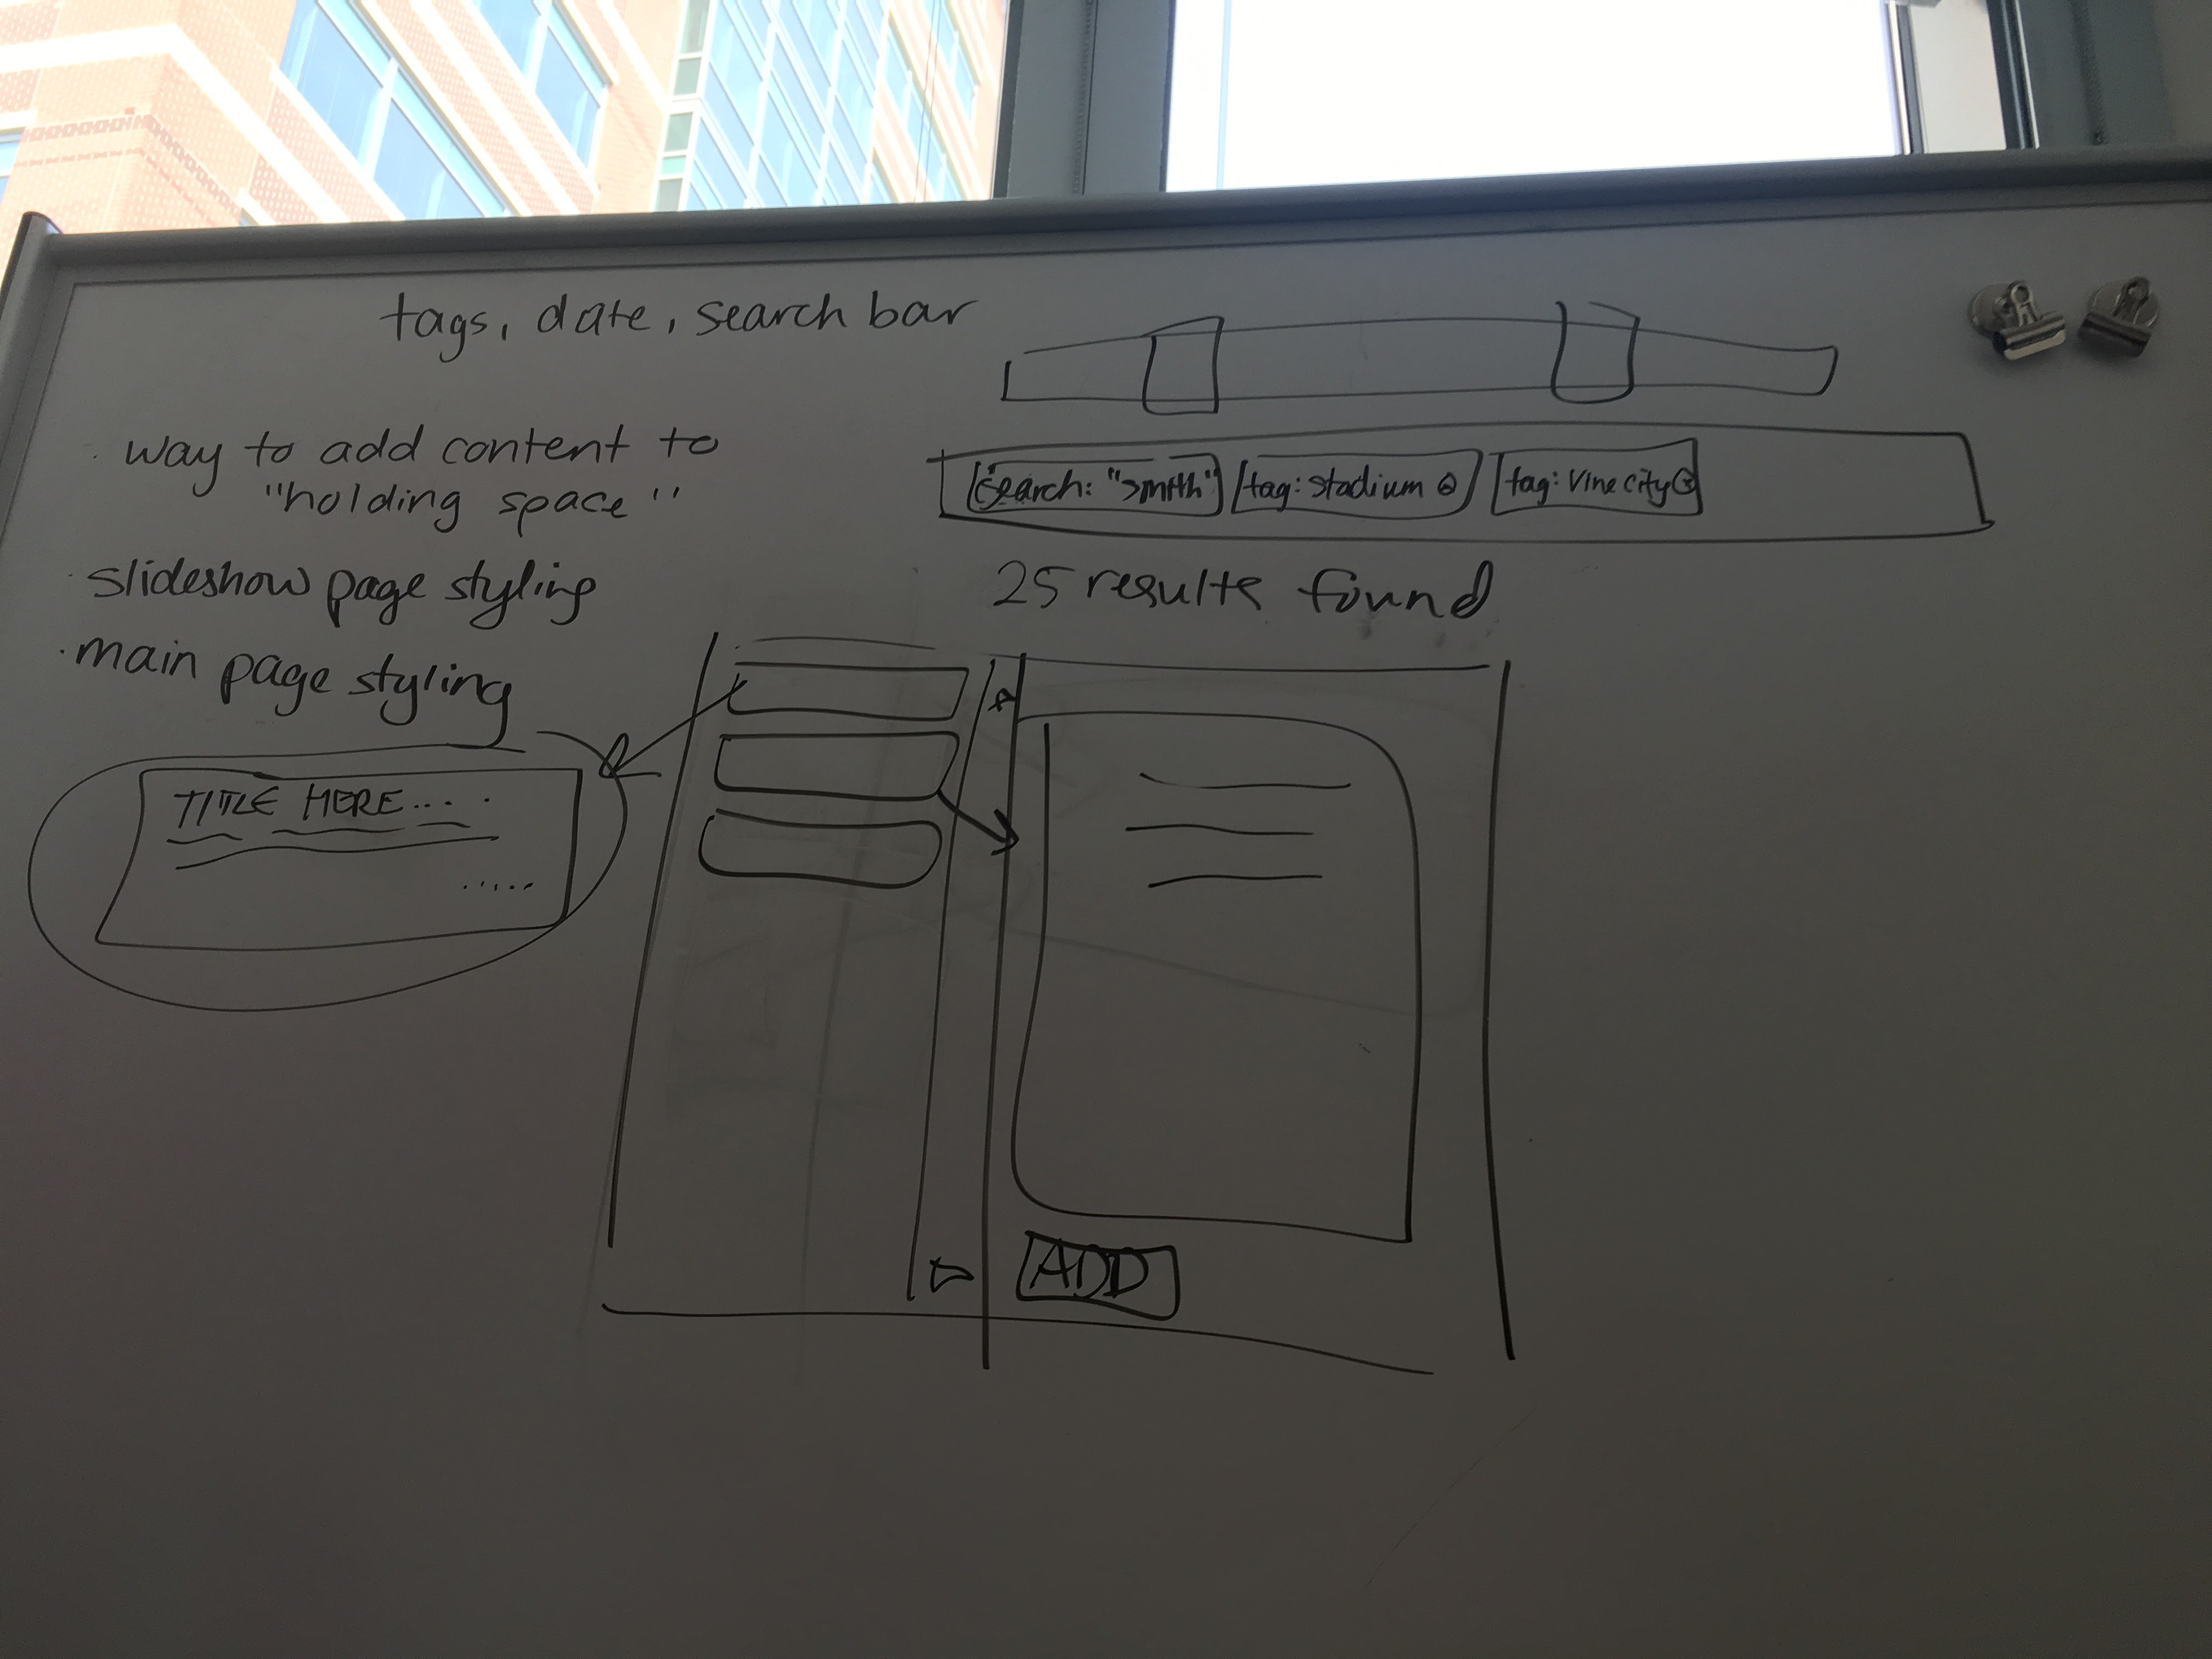 tags, date, search bar
· way to add content to
"holding space"
· slideshow page styling
· main page styling
search: "smith"
tag: stadium ⊗
tag: Vine city ⊗
25 results found
TITLE HERE....
ADD